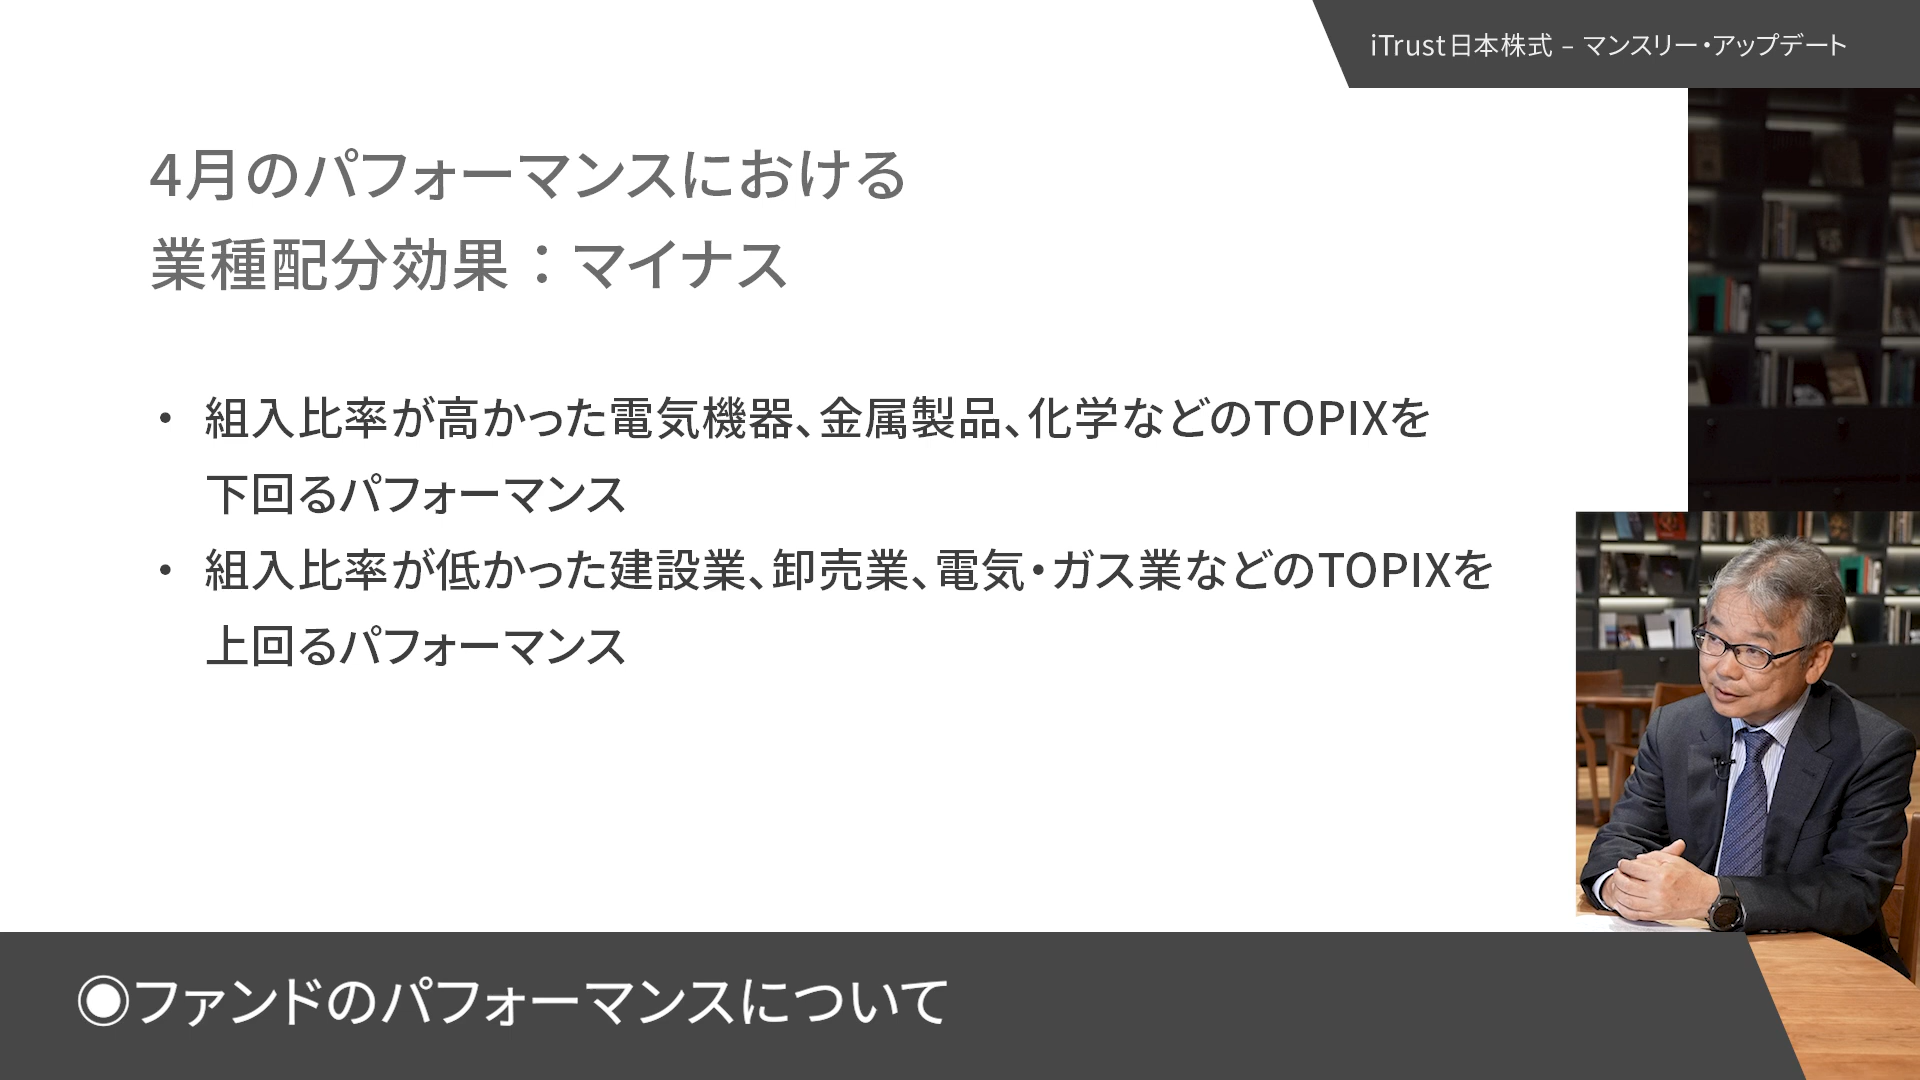 iTrust日本株式 – マンスリー・アップデート
4月のパフォーマンスにおける
業種配分効果：マイナス
・ 組入比率が高かった電気機器、金属製品、化学などのTOPIXを
下回るパフォーマンス
・ 組入比率が低かった建設業、卸売業、電気・ガス業などのTOPIXを
上回るパフォーマンス
◉ファンドのパフォーマンスについて